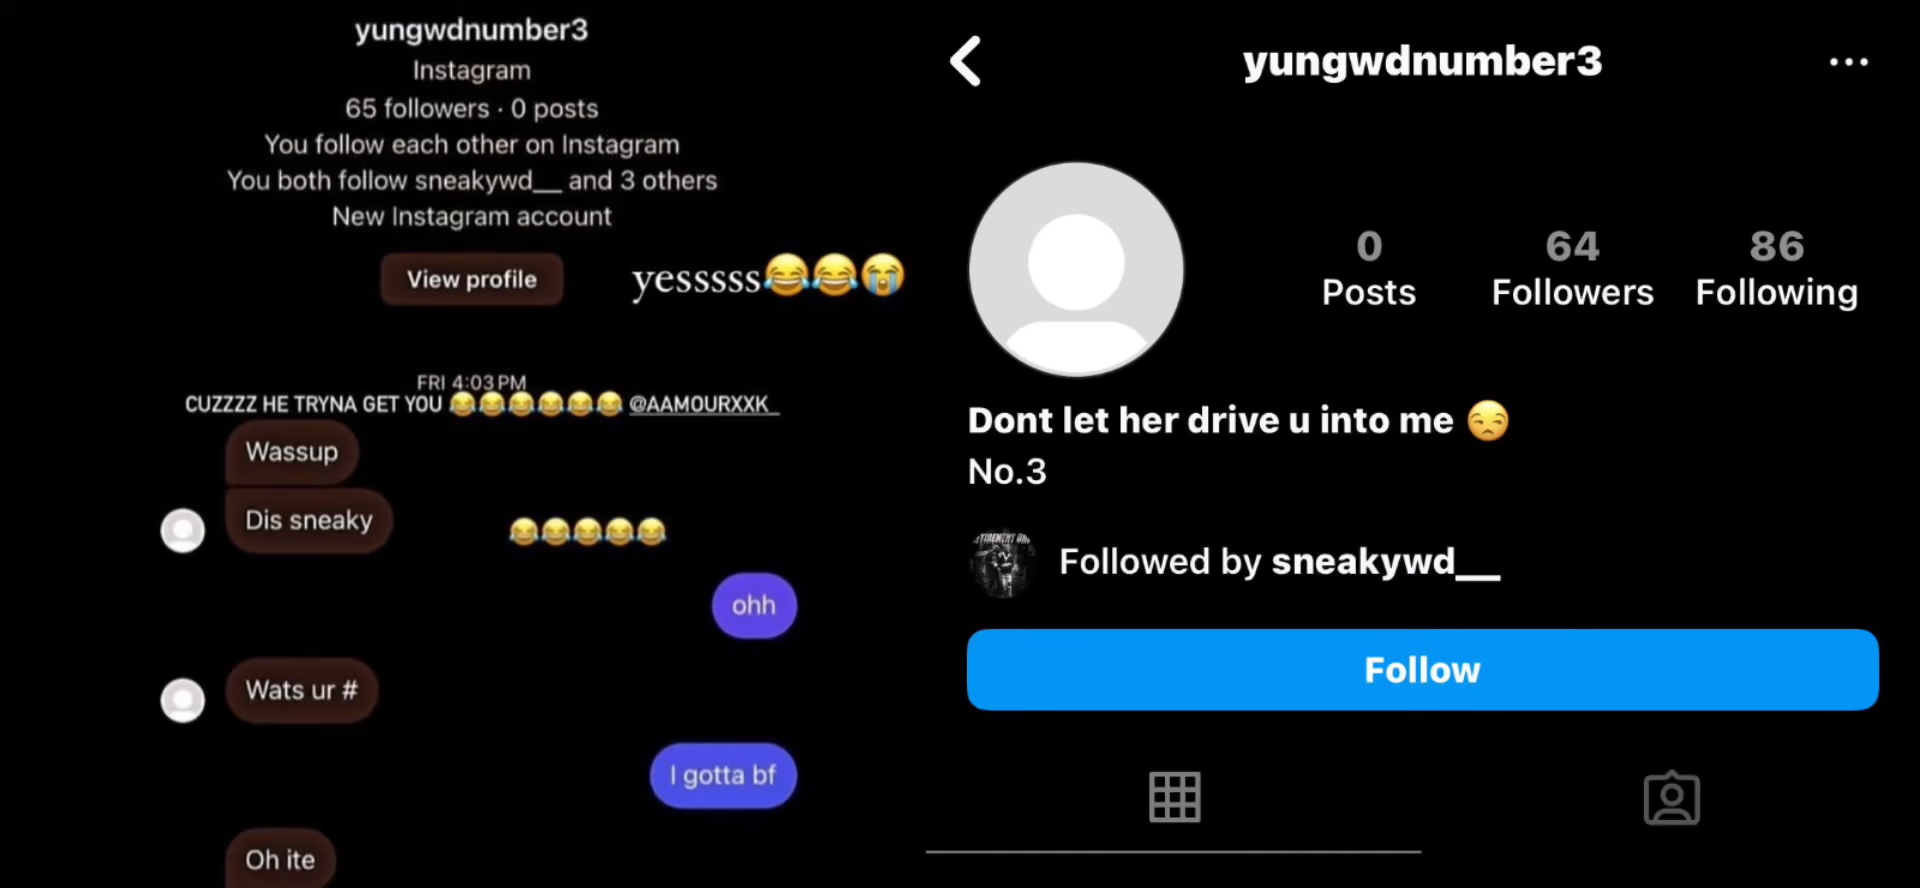 yungwdnumber3
Instagram
65 followers · 0 posts
You follow each other on Instagram
You both follow sneakywd__ and 3 others
New Instagram account
View profile
yesssss😂😂😭
FRI 4:03 PM
CUZZZZ HE TRYNA GET YOU 😂😂😂😂😂😂 @AAMOURXXK_
Wassup
Dis sneaky
😂😂😂😂😂
ohh
Wats ur #
I gotta bf
Oh ite
yungwdnumber3
0 64 86
Posts Followers Following
Dont let her drive u into me 😒
No.3
Followed by sneakywd__
Follow